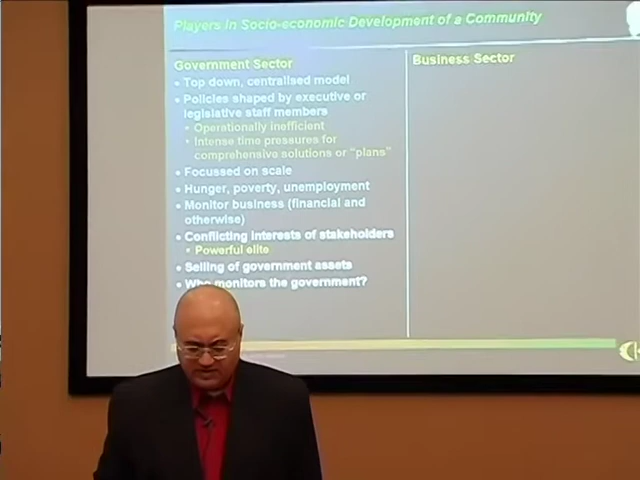 Players in Socio-economic Development of a Community
Government Sector
• Top down, centralised model
• Policies shaped by executive or
legislative staff members
• Operationally inefficient
• Intense time pressures for
comprehensive solutions or "plans"
• Focussed on scale
• Hunger, poverty, unemployment
• Monitor business (financial and
otherwise)
• Conflicting interests of stakeholders
• Powerful elite
• Selling of government assets
• Who monitors the government?
Business Sector